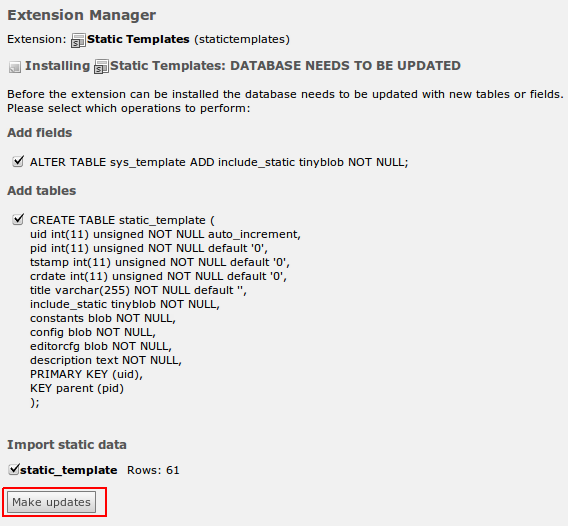 Extension Manager
Extension: Static Templates (statictemplates)
Installing Static Templates: DATABASE NEEDS TO BE UPDATED
Before the extension can be installed the database needs to be updated with new tables or fields.
Please select which operations to perform:
Add fields
ALTER TABLE sys_template ADD include_static tinyblob NOT NULL;
Add tables
CREATE TABLE static_template (
uid int(11) unsigned NOT NULL auto_increment,
pid int(11) unsigned NOT NULL default '0',
tstamp int(11) unsigned NOT NULL default '0',
crdate int(11) unsigned NOT NULL default '0',
title varchar(255) NOT NULL default '',
include_static tinyblob NOT NULL,
constants blob NOT NULL,
config blob NOT NULL,
editorcfg blob NOT NULL,
description text NOT NULL,
PRIMARY KEY (uid),
KEY parent (pid)
);
Import static data
static_template Rows: 61
Make updates